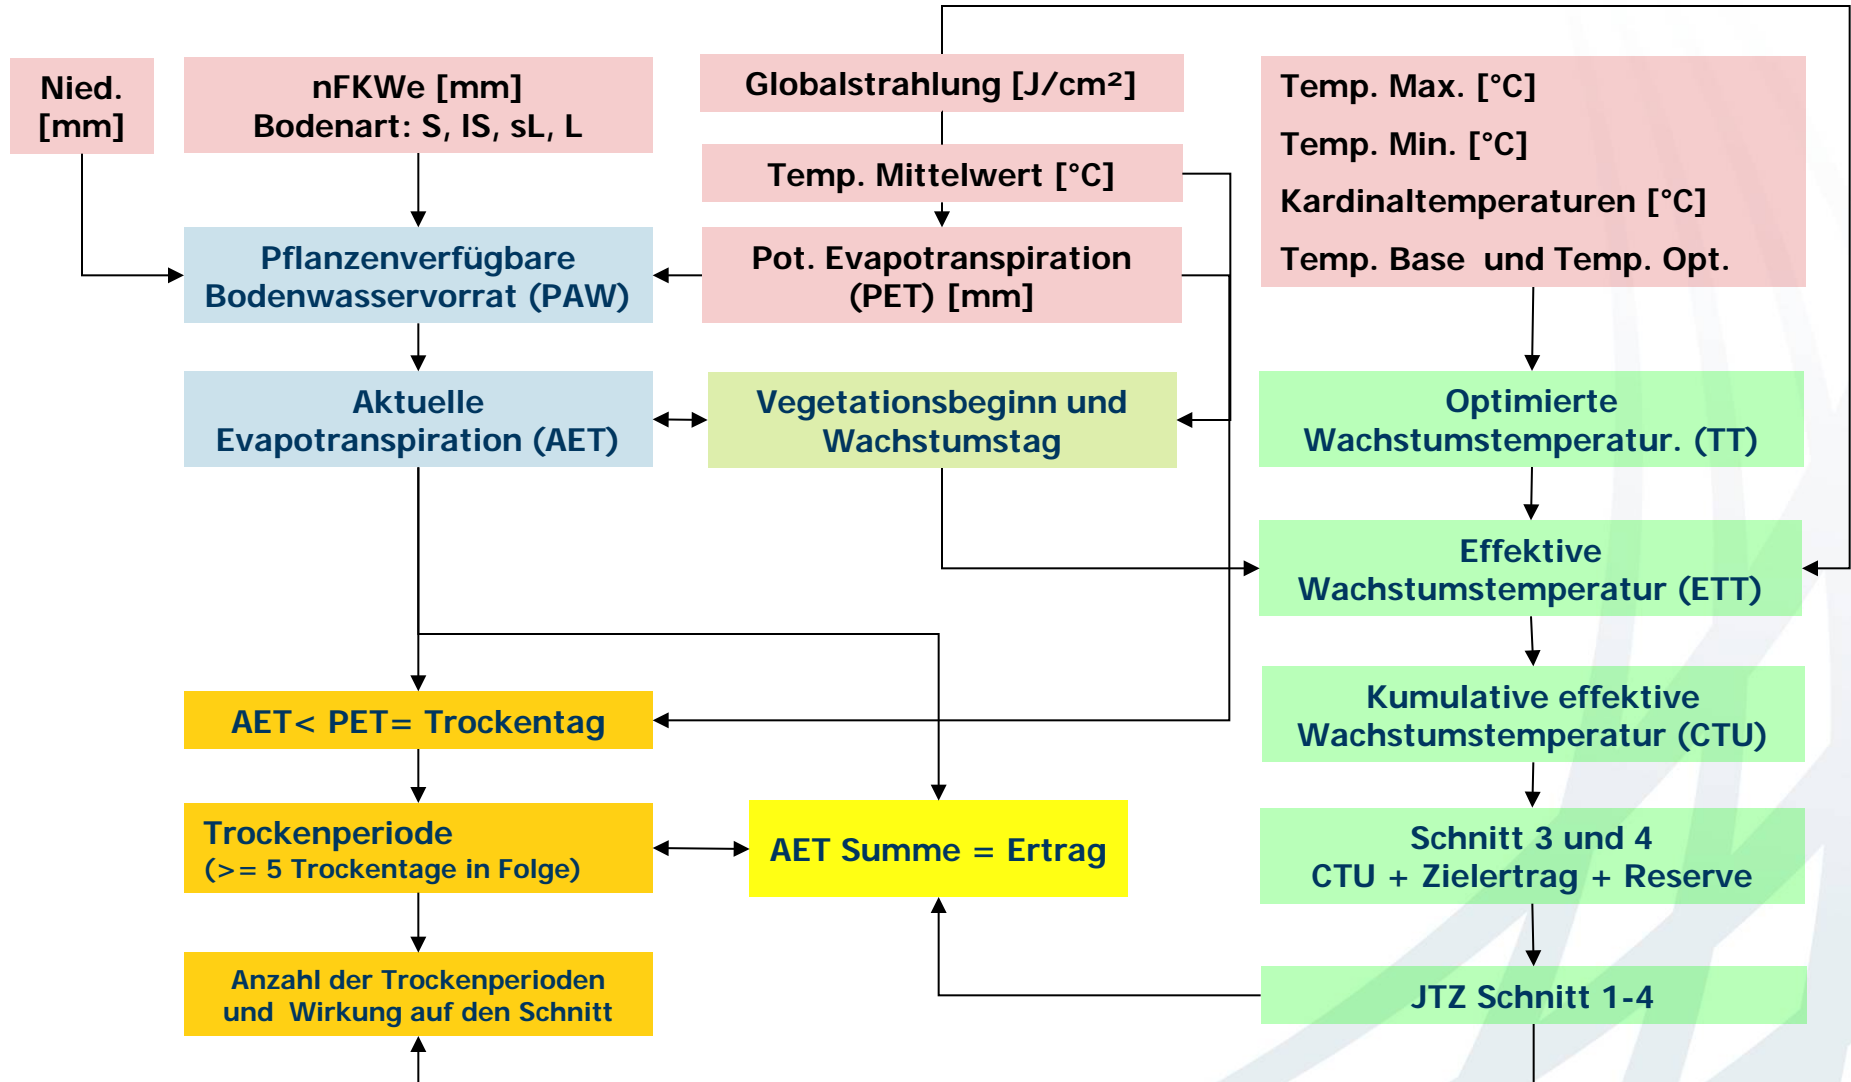 Nied.
[mm]
nFKWe [mm]
Bodenart: S, lS, sL, L
Globalstrahlung [J/cm²]
Temp. Mittelwert [°C]
Pot. Evapotranspiration
(PET) [mm]
Temp. Max. [°C]
Temp. Min. [°C]
Kardinaltemperaturen [°C]
Temp. Base und Temp. Opt.
Pflanzenverfügbare
Bodenwasservorrat (PAW)
Aktuelle
Evapotranspiration (AET)
Vegetationsbeginn und
Wachstumstag
Optimierte
Wachstumstemperatur. (TT)
Effektive
Wachstumstemperatur (ETT)
Kumulative effektive
Wachstumstemperatur (CTU)
AET< PET= Trockentag
Trockenperiode
(>= 5 Trockentage in Folge)
AET Summe = Ertrag
Schnitt 3 und 4
CTU + Zielertrag + Reserve
Anzahl der Trockenperioden
und Wirkung auf den Schnitt
JTZ Schnitt 1-4